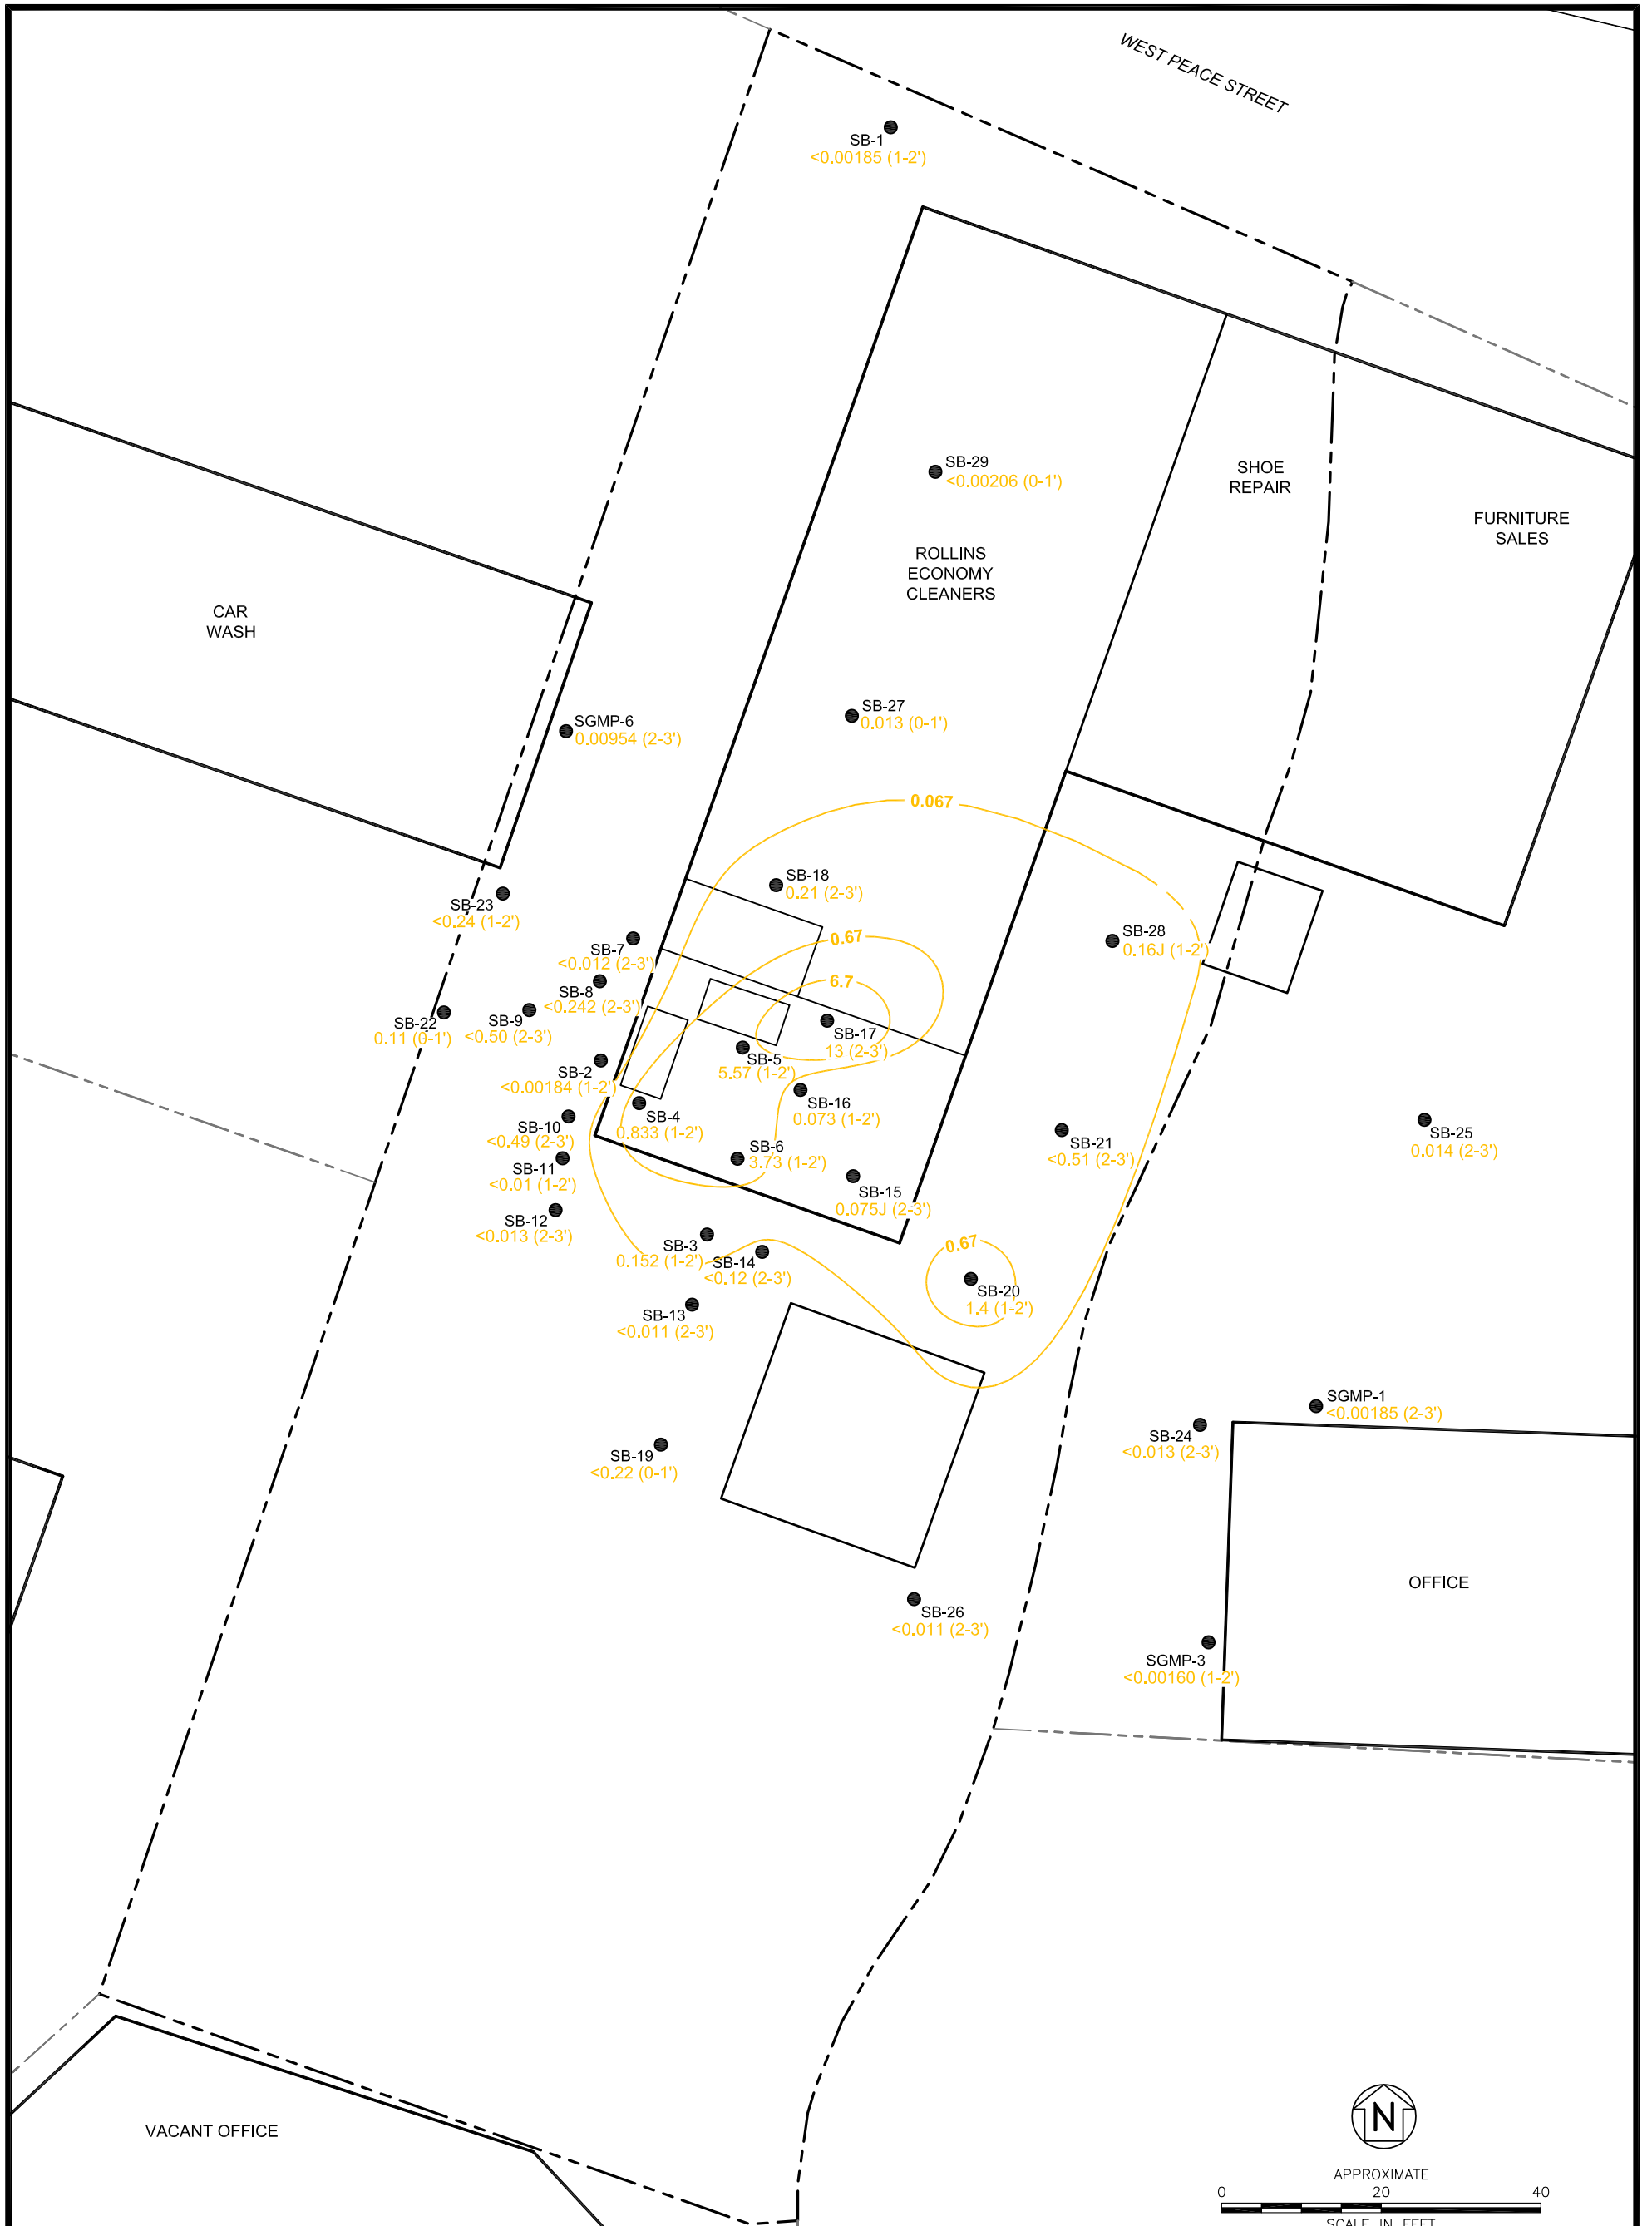 WEST PEACE STREET
SB-1
<0.00185 (1-2')
SB-29
<0.00206 (0-1')
SHOE
REPAIR
FURNITURE
SALES
ROLLINS
ECONOMY
CLEANERS
CAR
WASH
SB-27
0.013 (0-1')
SGMP-6
0.00954 (2-3')
0.067
SB-18
0.21 (2-3')
SB-23
<0.24 (1-2')
SB-28
0.16J (1-2')
0.67
SB-7
<0.012 (2-3')
6.7
SB-8
<0.242 (2-3')
SB-22
0.11 (0-1')
SB-9
<0.50 (2-3')
SB-17
13 (2-3')
SB-5
5.57 (1-2')
SB-2
<0.00184 (1-2')
SB-16
0.073 (1-2')
SB-4
0.833 (1-2')
SB-10
<0.49 (2-3')
SB-25
0.014 (2-3')
SB-21
<0.51 (2-3')
SB-6
3.73 (1-2')
SB-11
<0.01 (1-2')
SB-15
0.075J (2-3')
SB-12
<0.013 (2-3')
SB-3
0.152 (1-2')
0.67
SB-14
<0.12 (2-3')
SB-20
1.4 (1-2')
SB-13
<0.011 (2-3')
SGMP-1
<0.00185 (2-3')
SB-24
<0.013 (2-3')
SB-19
<0.22 (0-1')
OFFICE
SB-26
<0.011 (2-3')
SGMP-3
<0.00160 (1-2')
VACANT OFFICE
N
APPROXIMATE
0 20 40
SCALE IN FEET